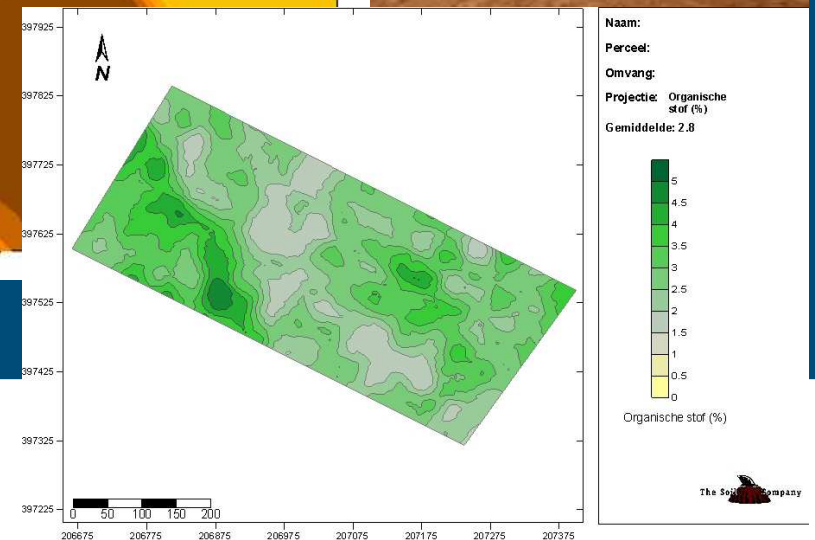 397925
397825
397725
397625
397525
397425
397325
397225
N
0 50 100 150 200
206675 206775 206875 206975 207075 207175 207275 207375
Naam:
Perceel:
Omvang:
Projectie: Organische
stof (%)
Gemiddelde: 2.8
5
4.5
4
3.5
3
2.5
2
1.5
1
0.5
0
Organische stof (%)
The Soil Company